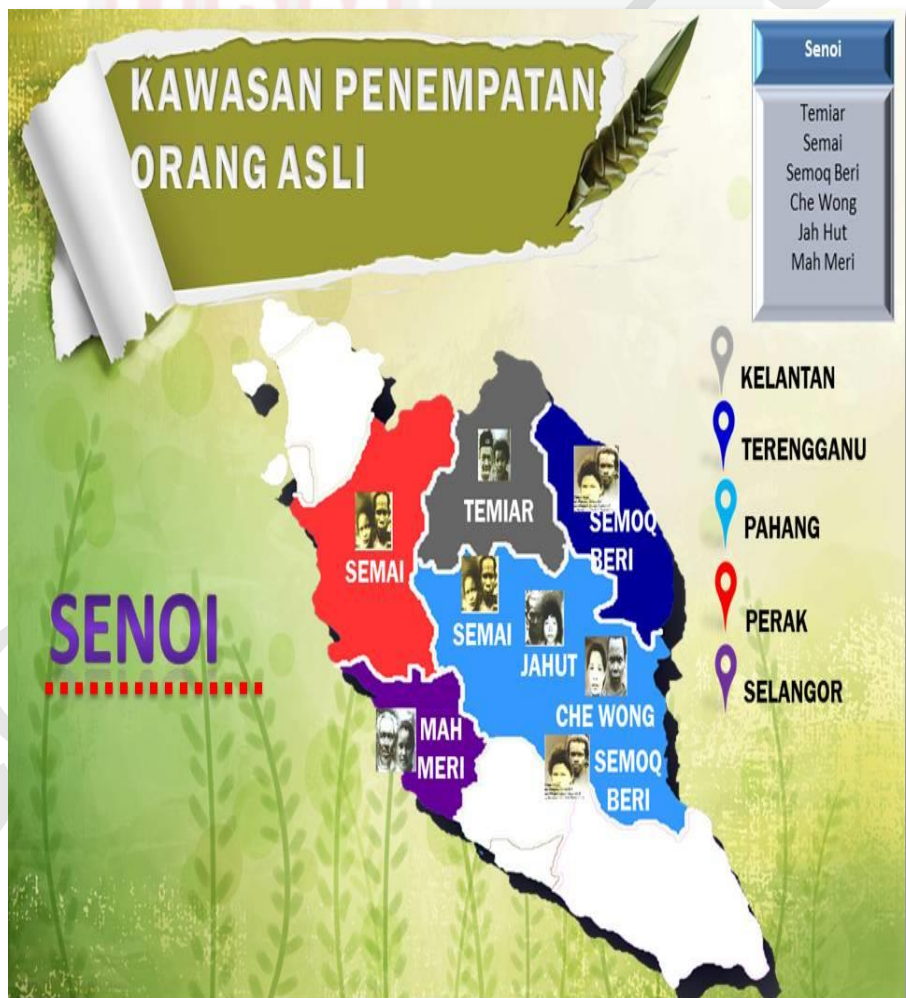 KAWASAN PENEMPATAN
ORANG ASLI
Senoi
Temiar
Semai
Semoq Beri
Che Wong
Jah Hut
Mah Meri
KELANTAN
TERENGGANU
PAHANG
PERAK
SELANGOR
SENOI
TEMIAR
SEMOQ
BERI
SEMAI
SEMAI
JAHUT
CHE WONG
SEMOQ
BERI
MAH
MERI